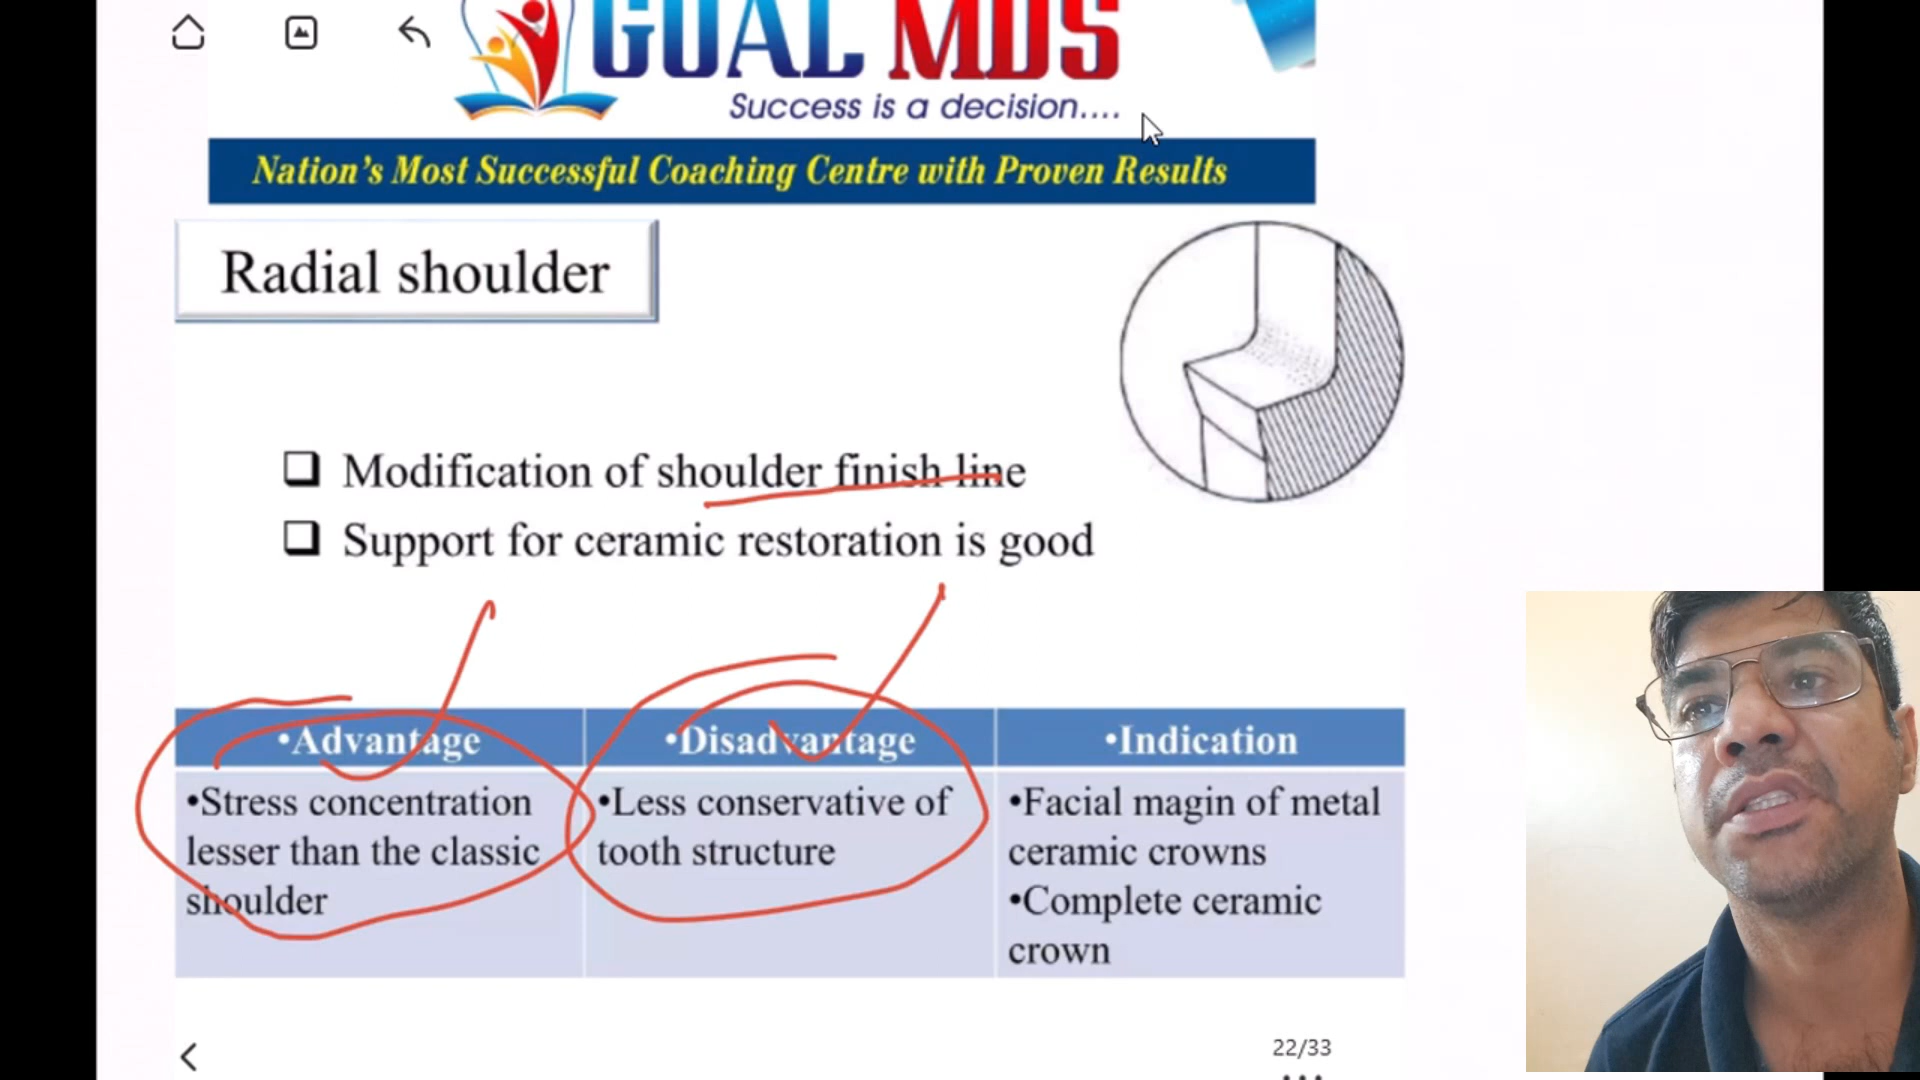 GOAL MDS
Success is a decision....
Nation's Most Successful Coaching Centre with Proven Results
Radial shoulder
❑ Modification of shoulder finish line
❑ Support for ceramic restoration is good
•Advantage
•Disadvantage
•Indication
•Stress concentration
lesser than the classic
shoulder
•Less conservative of
tooth structure
•Facial magin of metal
ceramic crowns
•Complete ceramic
crown
22/33